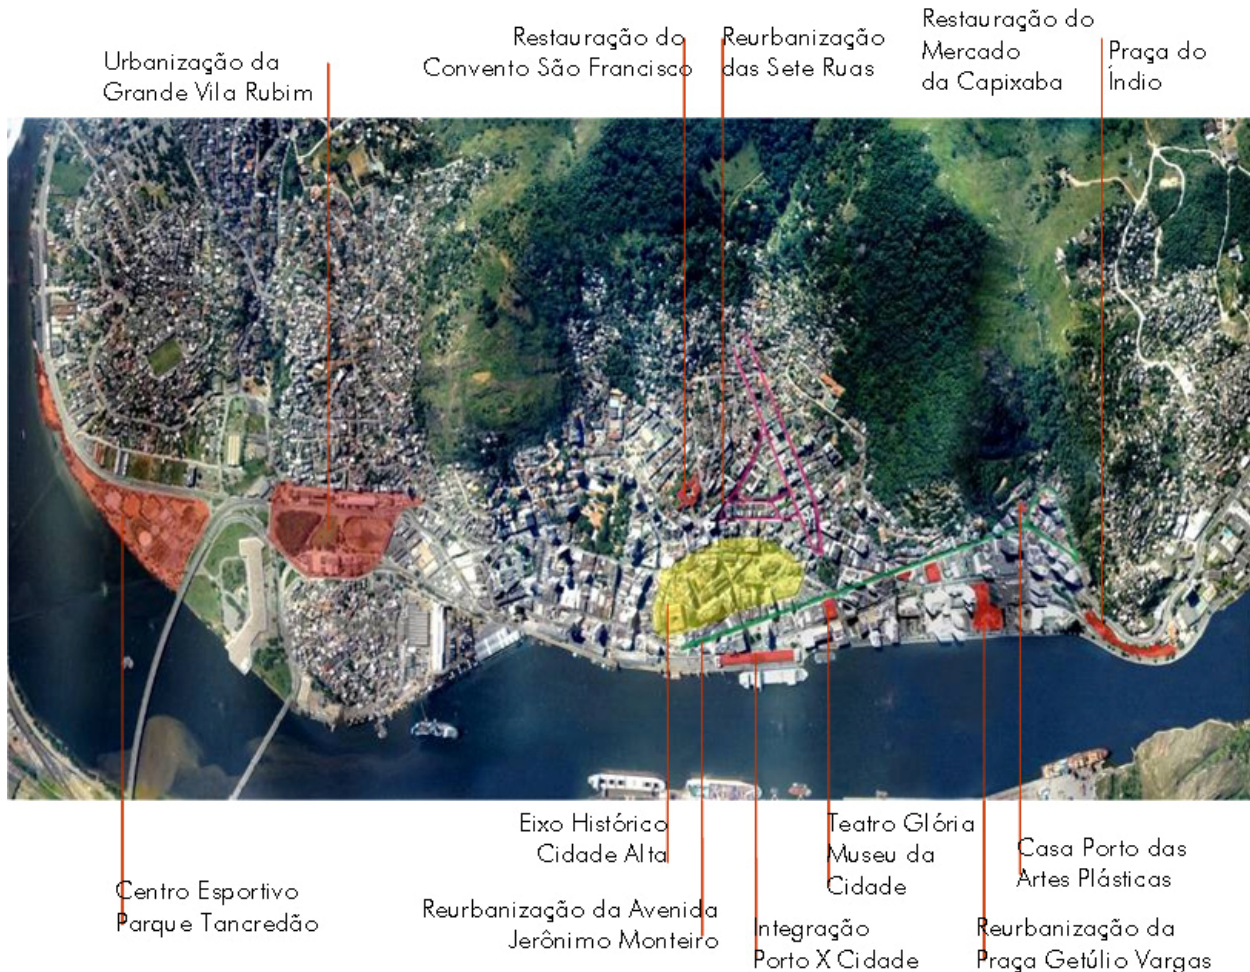 Urbanização da
Grande Vila Rubim
Restauração do
Convento São Francisco
Reurbanização
das Sete Ruas
Restauração do
Mercado
da Capixaba
Praça do
Índio
Eixo Histórico
Cidade Alta
Teatro Glória
Museu da
Cidade
Casa Porto das
Artes Plásticas
Centro Esportivo
Parque Tancredão
Reurbanização da Avenida
Jerônimo Monteiro
Integração
Porto X Cidade
Reurbanização da
Praça Getúlio Vargas